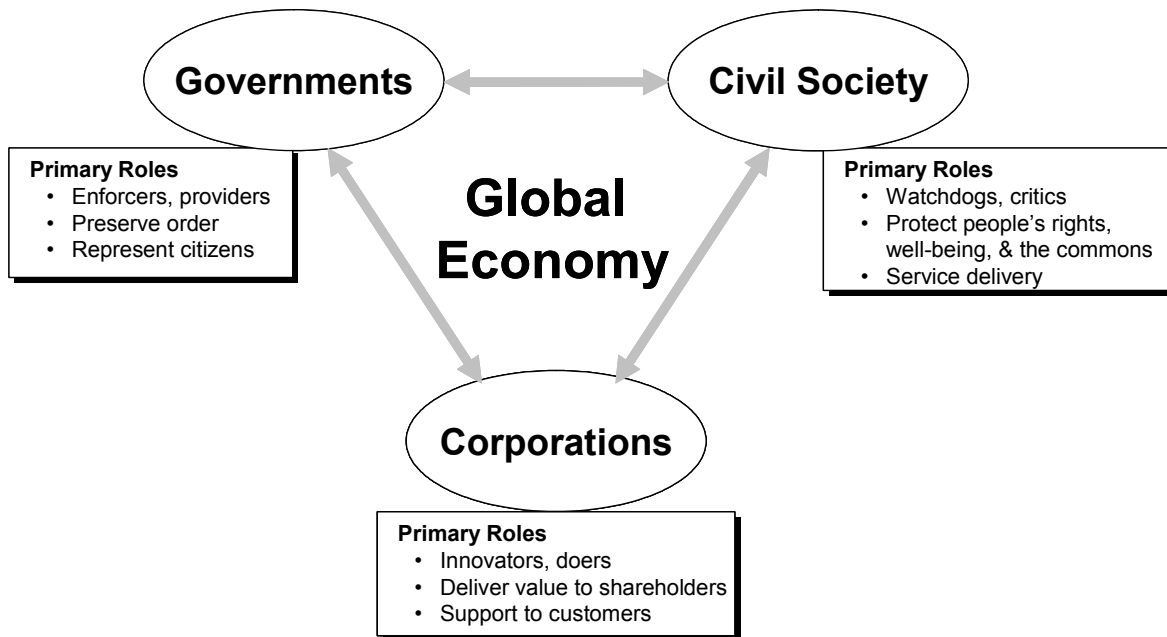 Governments
Civil Society
Primary Roles
• Enforcers, providers
• Preserve order
• Represent citizens
Global
Economy
Primary Roles
• Watchdogs, critics
• Protect people’s rights,
well-being, & the commons
• Service delivery
Corporations
Primary Roles
• Innovators, doers
• Deliver value to shareholders
• Support to customers